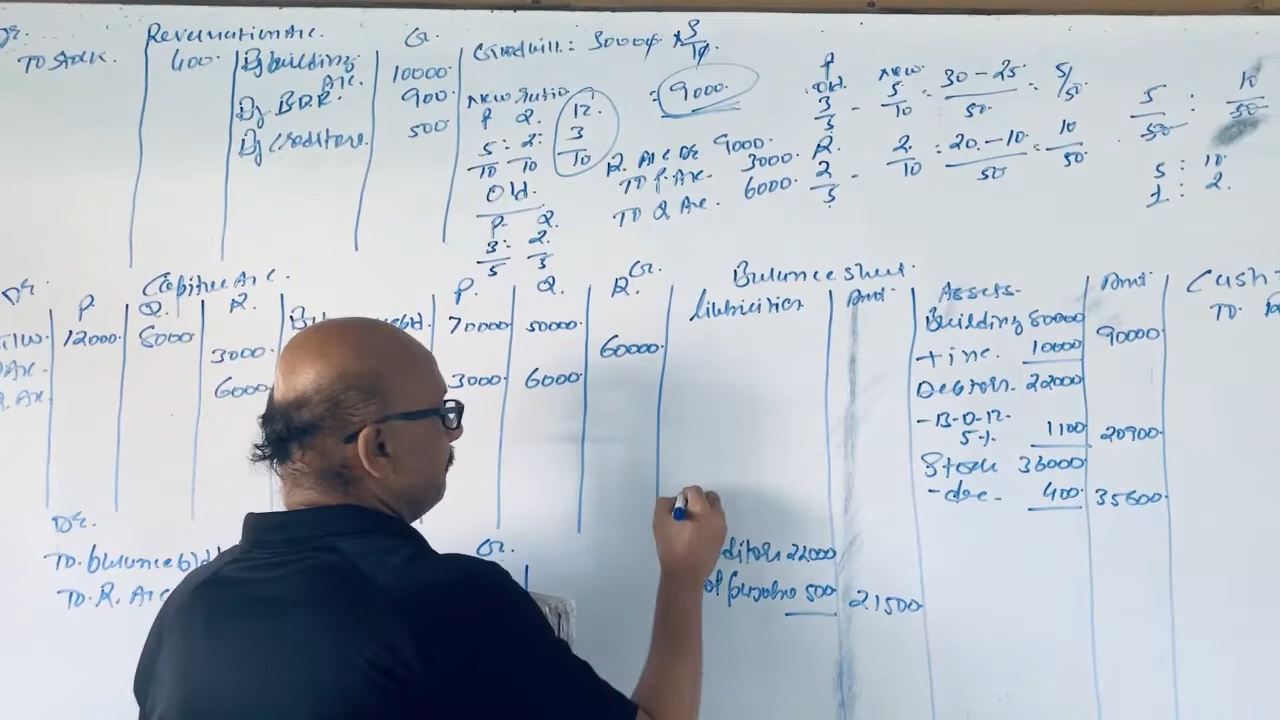 Dr. Revaluation A/c. Cr.
To Stock. 400. By building A/c. 10000
By B.D.R. 900
By Creditors. 500
Goodwill: 30000 × 3/10
= 9000.
New ratio
P Q
5/10 : 2/10 : 12. 3/10
Old.
P Q.
3/5 : 2/5
R. A/c Dr 9000.
To P. A/c. 3000.
To Q A/c. 6000.
P
Old. New.
3/5 - 5/10 = 30-25/50 = 5/50
Q.
2/5 - 2/10 = 20-10/50 = 10/50
5/50 : 10/50
5 : 10.
1 : 2.
Dr. Capital A/c. Cr.
P Q. R. P. Q. R.
70000 50000
12000 8000
3000 60000
6000 3000 6000
Balance sheet.
Liabilities Amt. Assets Amt.
Building 80000
+ inc. 10000 90000
Debtors. 22000
- B.D.R. 5% 1100 20900
Stock 36000
- dec. 400 35600
ditors 22000
500 21500
Cash
To.
Dr. Cr.
To. balance b/d
To. R. A/c